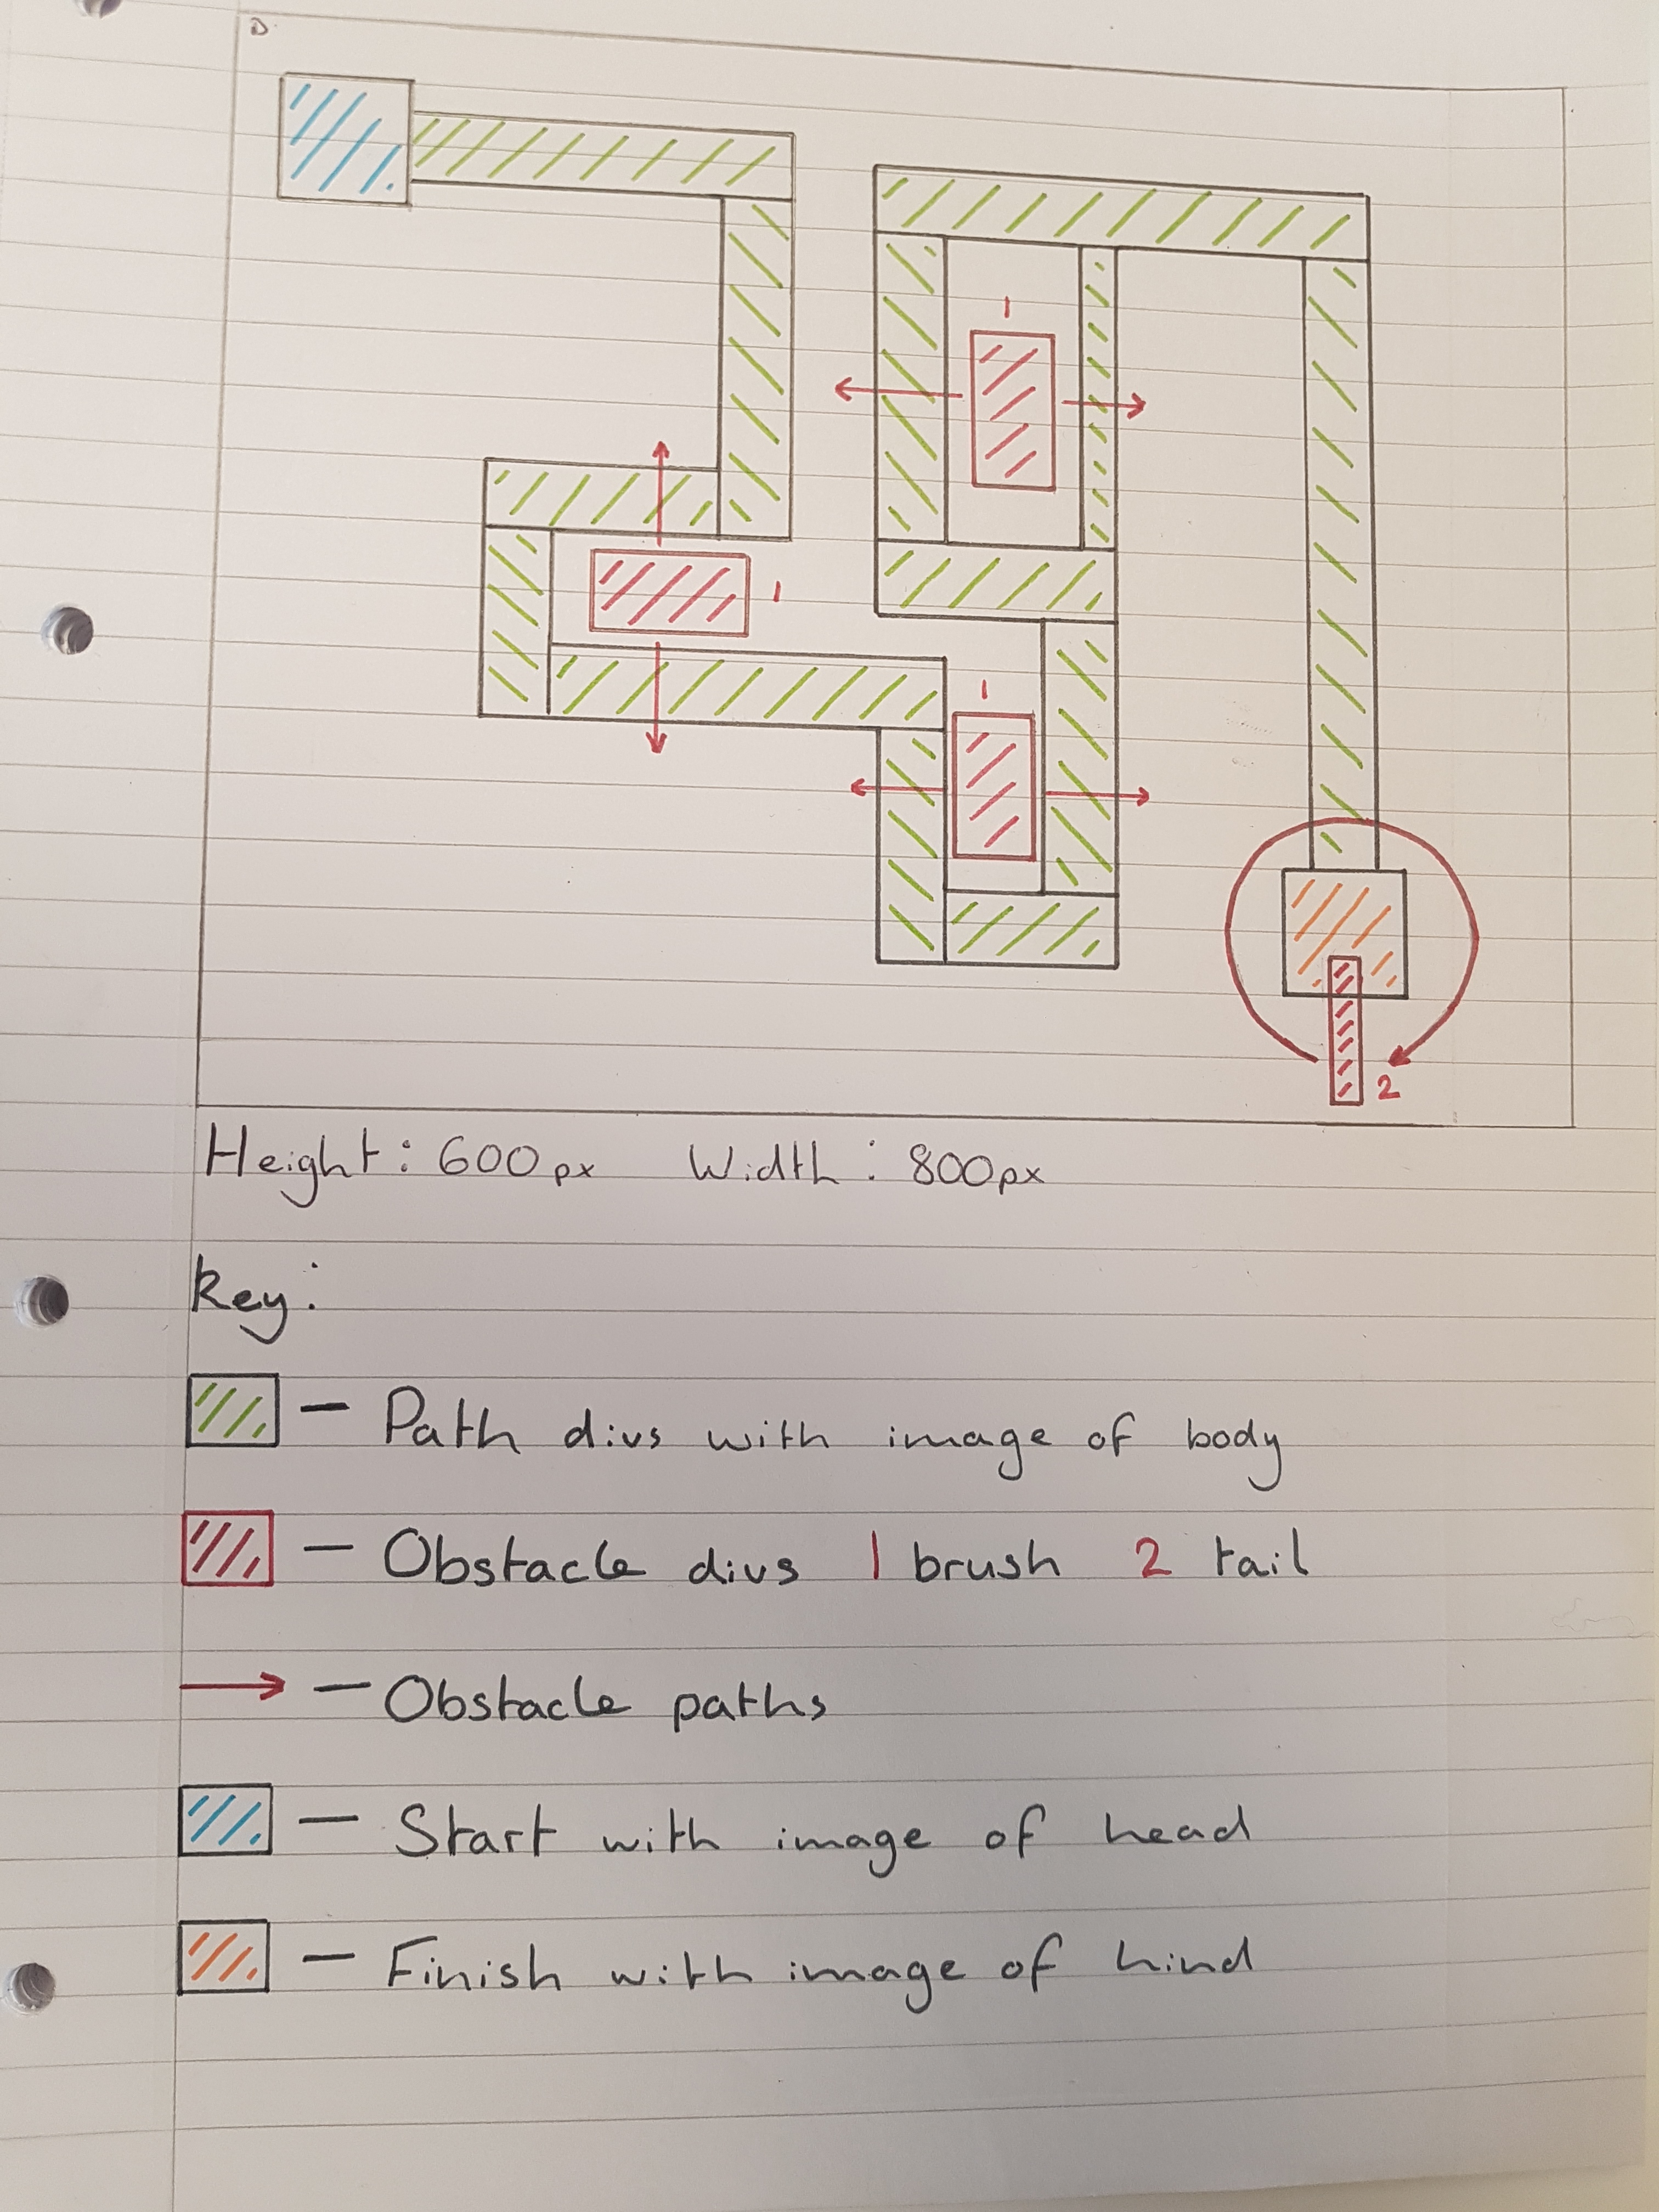 D
1
1
1
2
Height: 600px Width: 800px
Key:
— Path divs with image of body
— Obstacle divs 1 brush 2 tail
— Obstacle paths
— Start with image of head
— Finish with image of hind